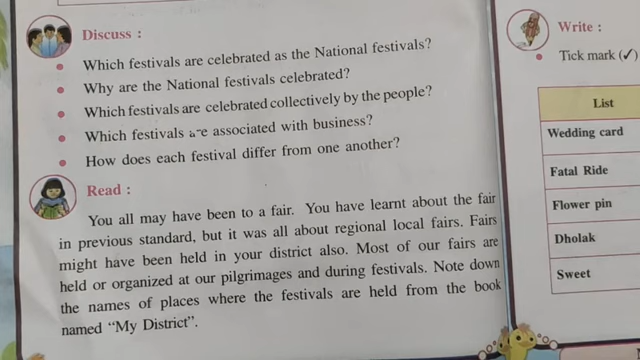 Discuss :
Which festivals are celebrated as the National festivals?
Why are the National festivals celebrated?
Which festivals are celebrated collectively by the people?
Which festivals are associated with business?
How does each festival differ from one another?
Read :
You all may have been to a fair. You have learnt about the fair
in previous standard, but it was all about regional local fairs. Fairs
might have been held in your district also. Most of our fairs are
held or organized at our pilgrimages and during festivals. Note down
the names of places where the festivals are held from the book
named “My District”.
Write :
Tick mark (✓)
List
Wedding card
Fatal Ride
Flower pin
Dholak
Sweet